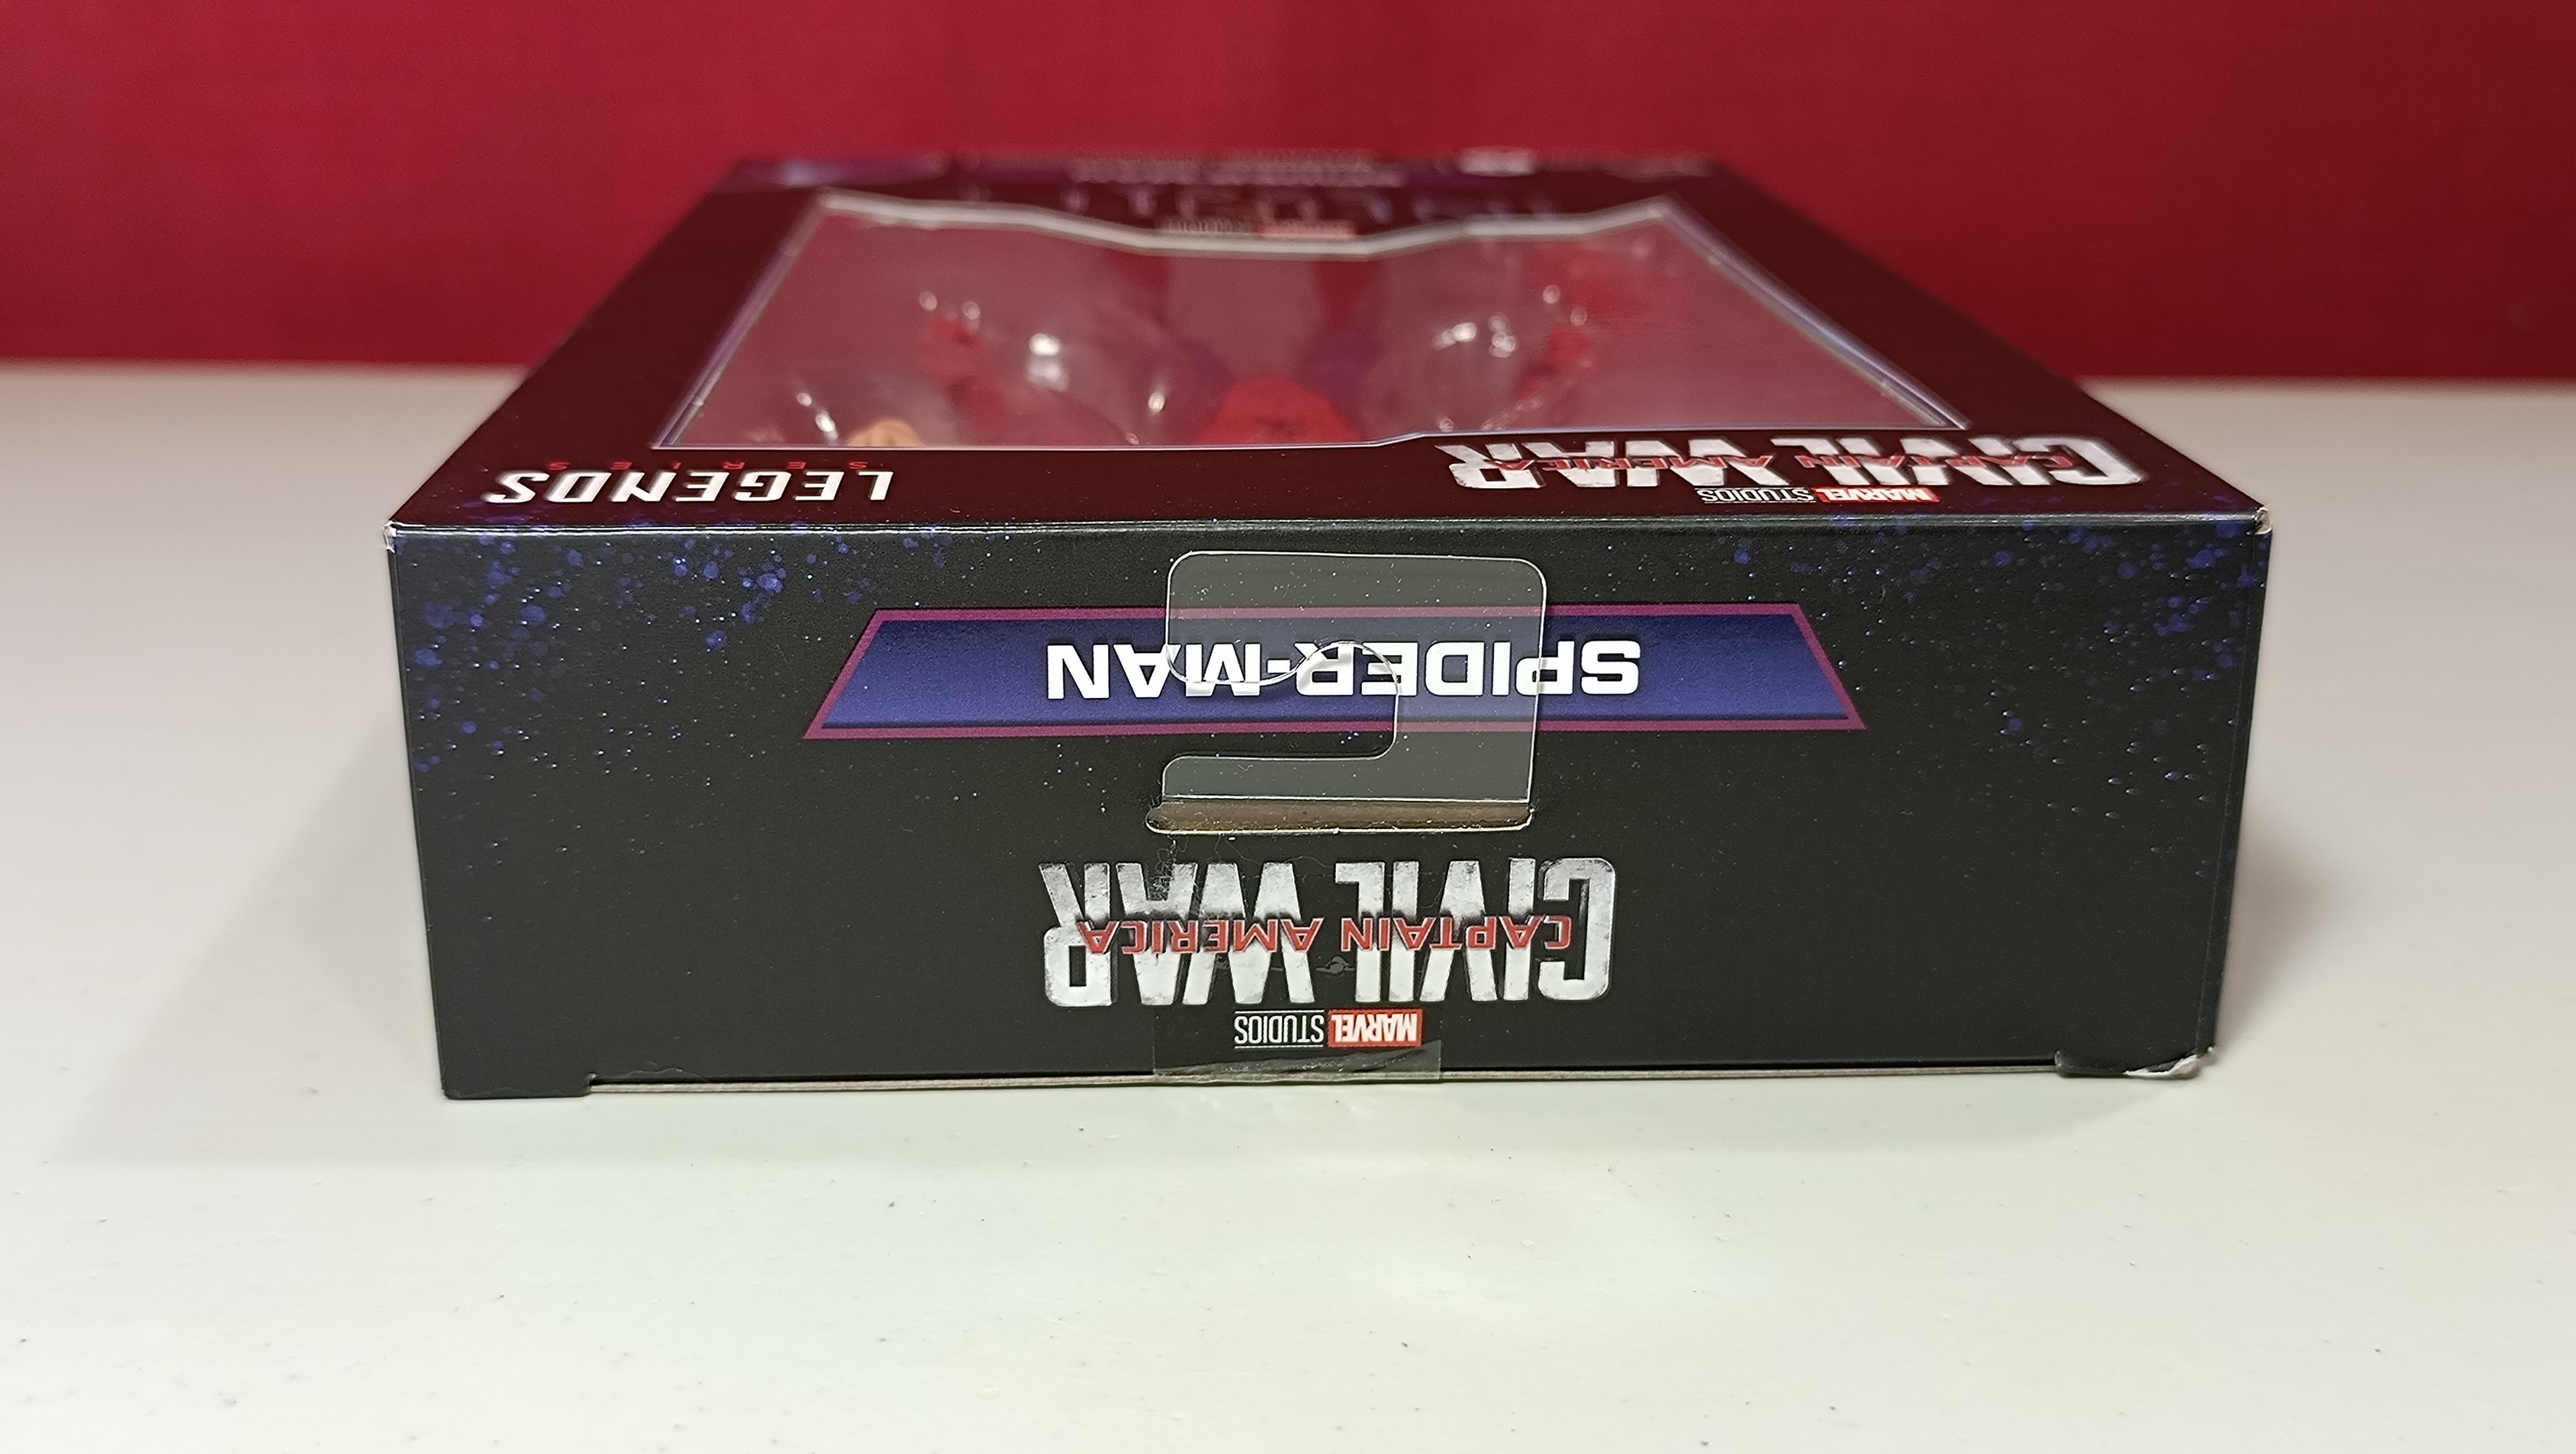 MARVEL STUDIOS
CIVIL WAR
CAPTAIN AMERICA
SPIDER-MAN
MARVEL STUDIOS
CIVIL WAR
CAPTAIN AMERICA
LEGENDS
SERIES